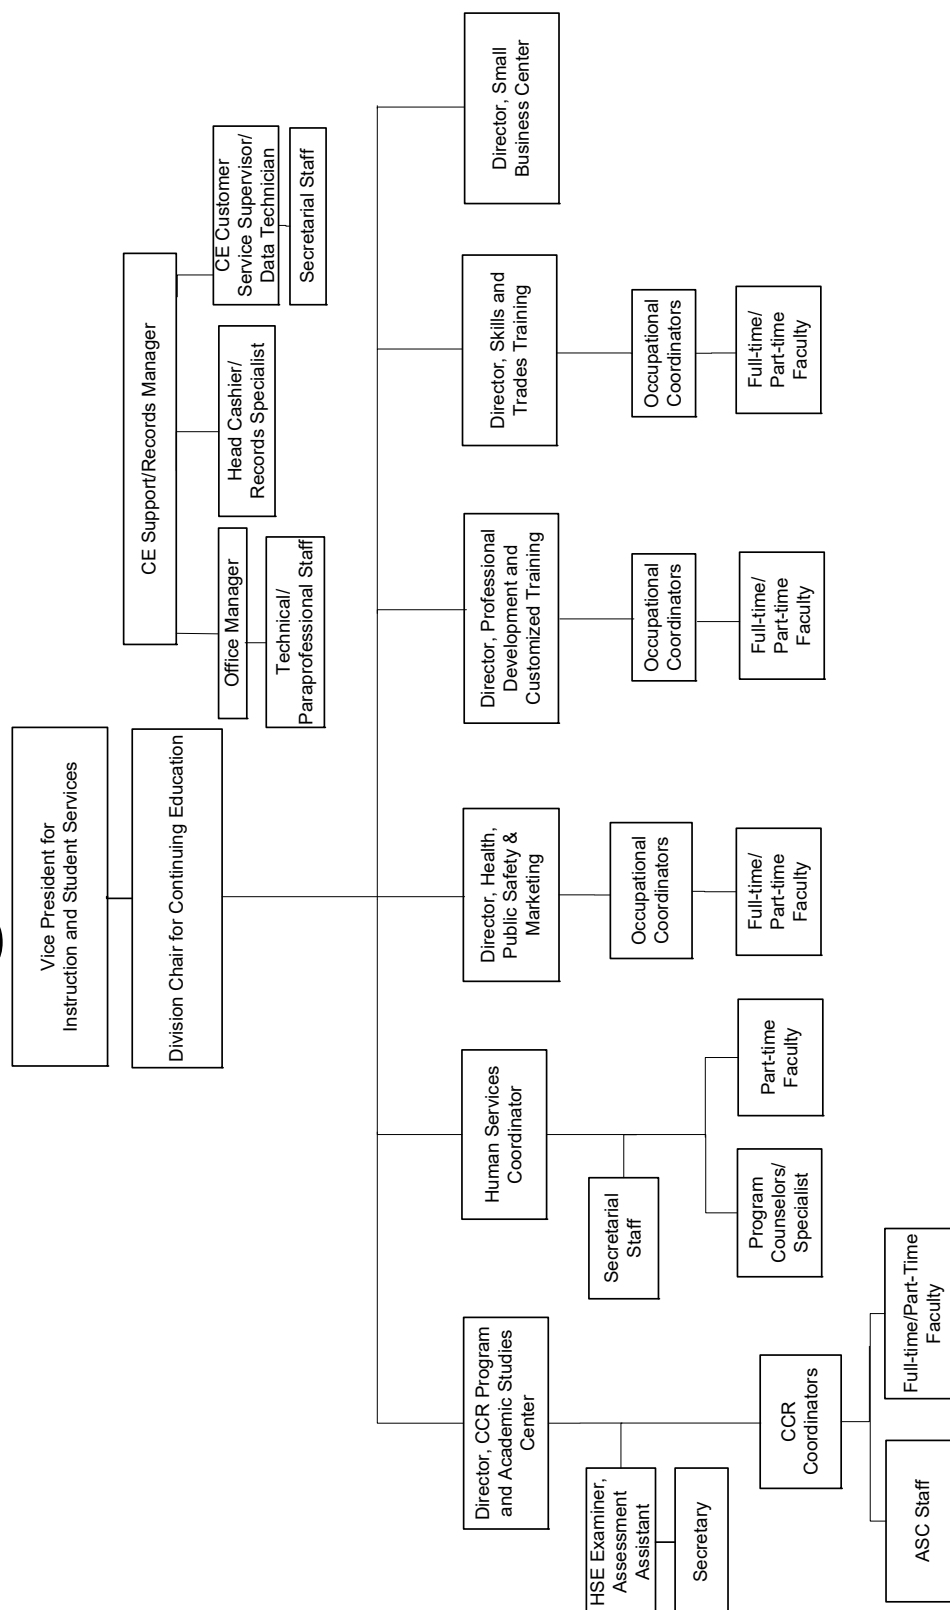 Vice President for
Instruction and Student Services
Division Chair for Continuing Education
CE Support/Records Manager
Office Manager
Technical/
Paraprofessional Staff
Head Cashier/
Records Specialist
CE Customer
Service Supervisor/
Data Technician
Secretarial Staff
Director, CCR Program
and Academic Studies
Center
HSE Examiner,
Assessment
Assistant
Secretary
CCR
Coordinators
ASC Staff
Full-time/Part-Time
Faculty
Human Services
Coordinator
Secretarial
Staff
Program
Counselors/
Specialist
Part-time
Faculty
Director, Health,
Public Safety &
Marketing
Occupational
Coordinators
Full-time/
Part-time
Faculty
Director, Professional
Development and
Customized Training
Occupational
Coordinators
Full-time/
Part-time
Faculty
Director, Skills and
Trades Training
Occupational
Coordinators
Full-time/
Part-time
Faculty
Director, Small
Business Center